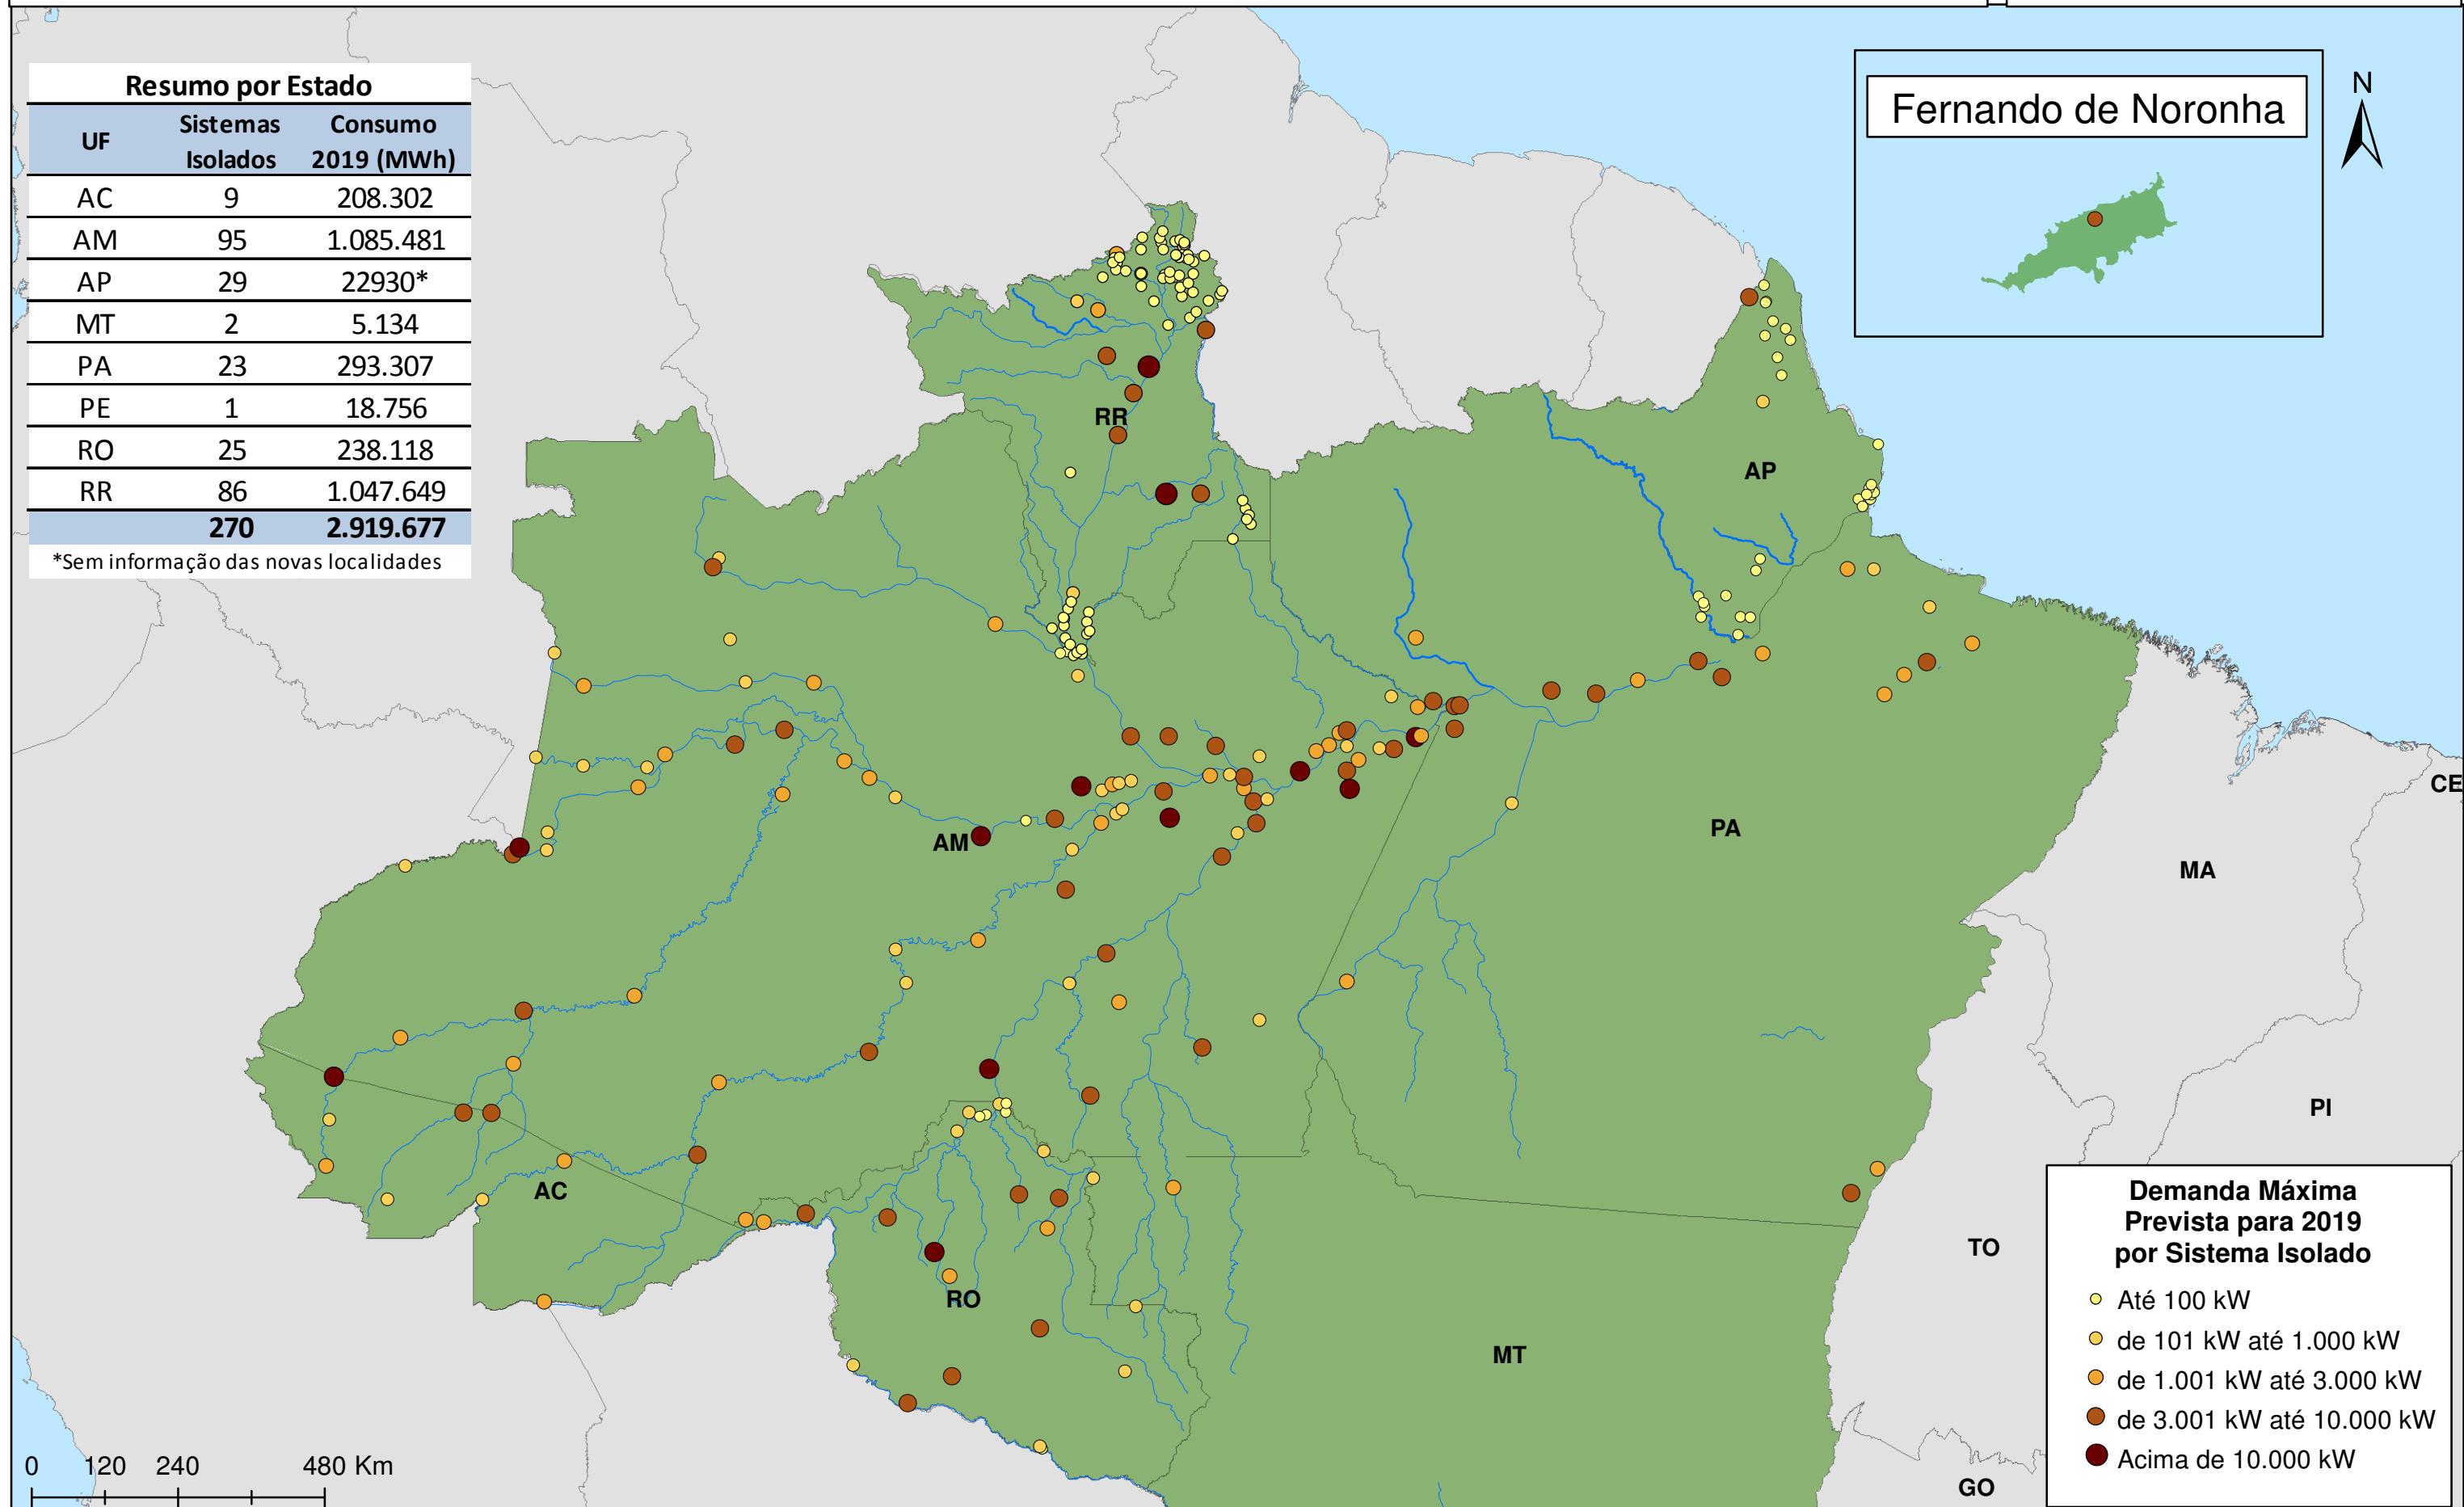 Resumo por Estado
UF Sistemas Isolados Consumo 2019 (MWh)
AC 9 208.302
AM 95 1.085.481
AP 29 22930*
MT 2 5.134
PA 23 293.307
PE 1 18.756
RO 25 238.118
RR 86 1.047.649
270 2.919.677
*Sem informação das novas localidades
Fernando de Noronha
N
RR
AP
AM
PA
CE
MA
PI
AC
TO
RO
MT
GO
Demanda Máxima
Prevista para 2019
por Sistema Isolado
Até 100 kW
de 101 kW até 1.000 kW
de 1.001 kW até 3.000 kW
de 3.001 kW até 10.000 kW
Acima de 10.000 kW
0 120 240 480 Km